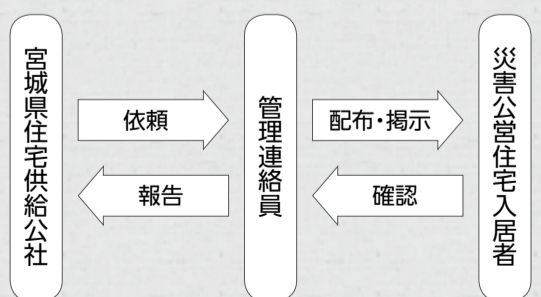 宮城県住宅供給公社
依頼
報告
管理連絡員
配布・掲示
確認
災害公営住宅入居者